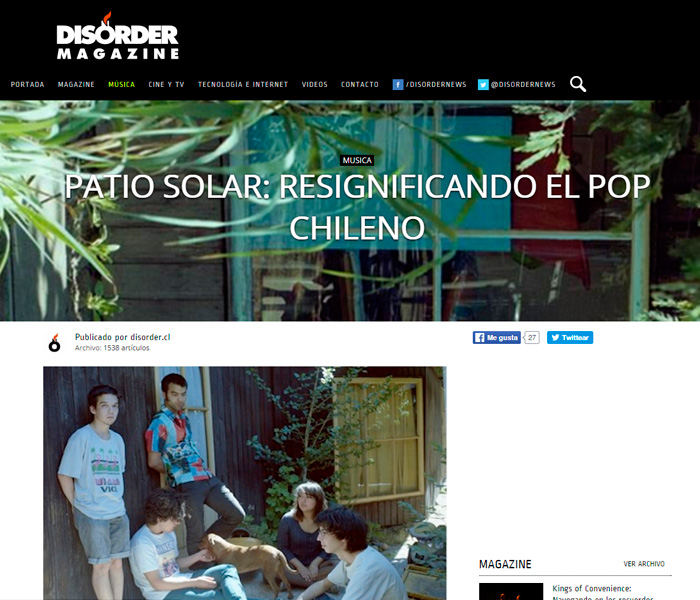 DISORDER
MAGAZINE
PORTADA MAGAZINE MÚSICA CINE Y TV TECNOLOGÍA E INTERNET VIDEOS CONTACTO f /DISORDERNEWS @DISORDERNEWS
MUSICA
PATIO SOLAR: RESIGNIFICANDO EL POP
CHILENO
Publicado por disorder.cl
Archivo: 1538 artículos
f Me gusta 27 Twittear
MAGAZINE VER ARCHIVO
Kings of Convenience:
Navegando en los recuerdos